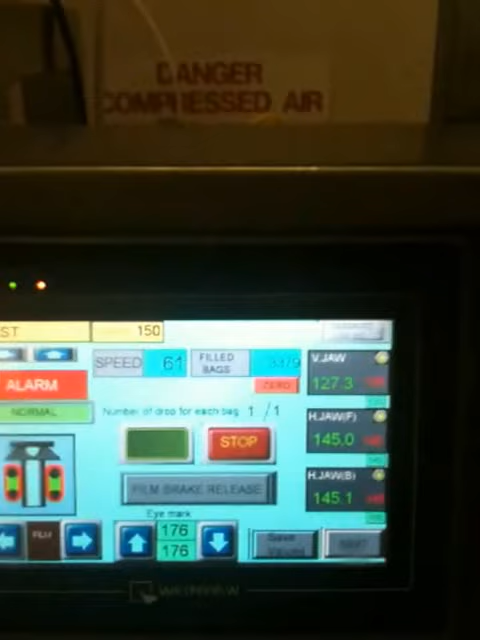 DANGER
COMPRESSED AIR
ST
150
SPEED 61
FILLED BAGS 3379
ZERO
ALARM
NORMAL
Number of drop for each bag 1 / 1
STOP
FILM BRAKE RELEASE
Eye mark
176
176
FILM
Save
V.JAW
127.3
H.JAW(F)
145.0
H.JAW(B)
145.1